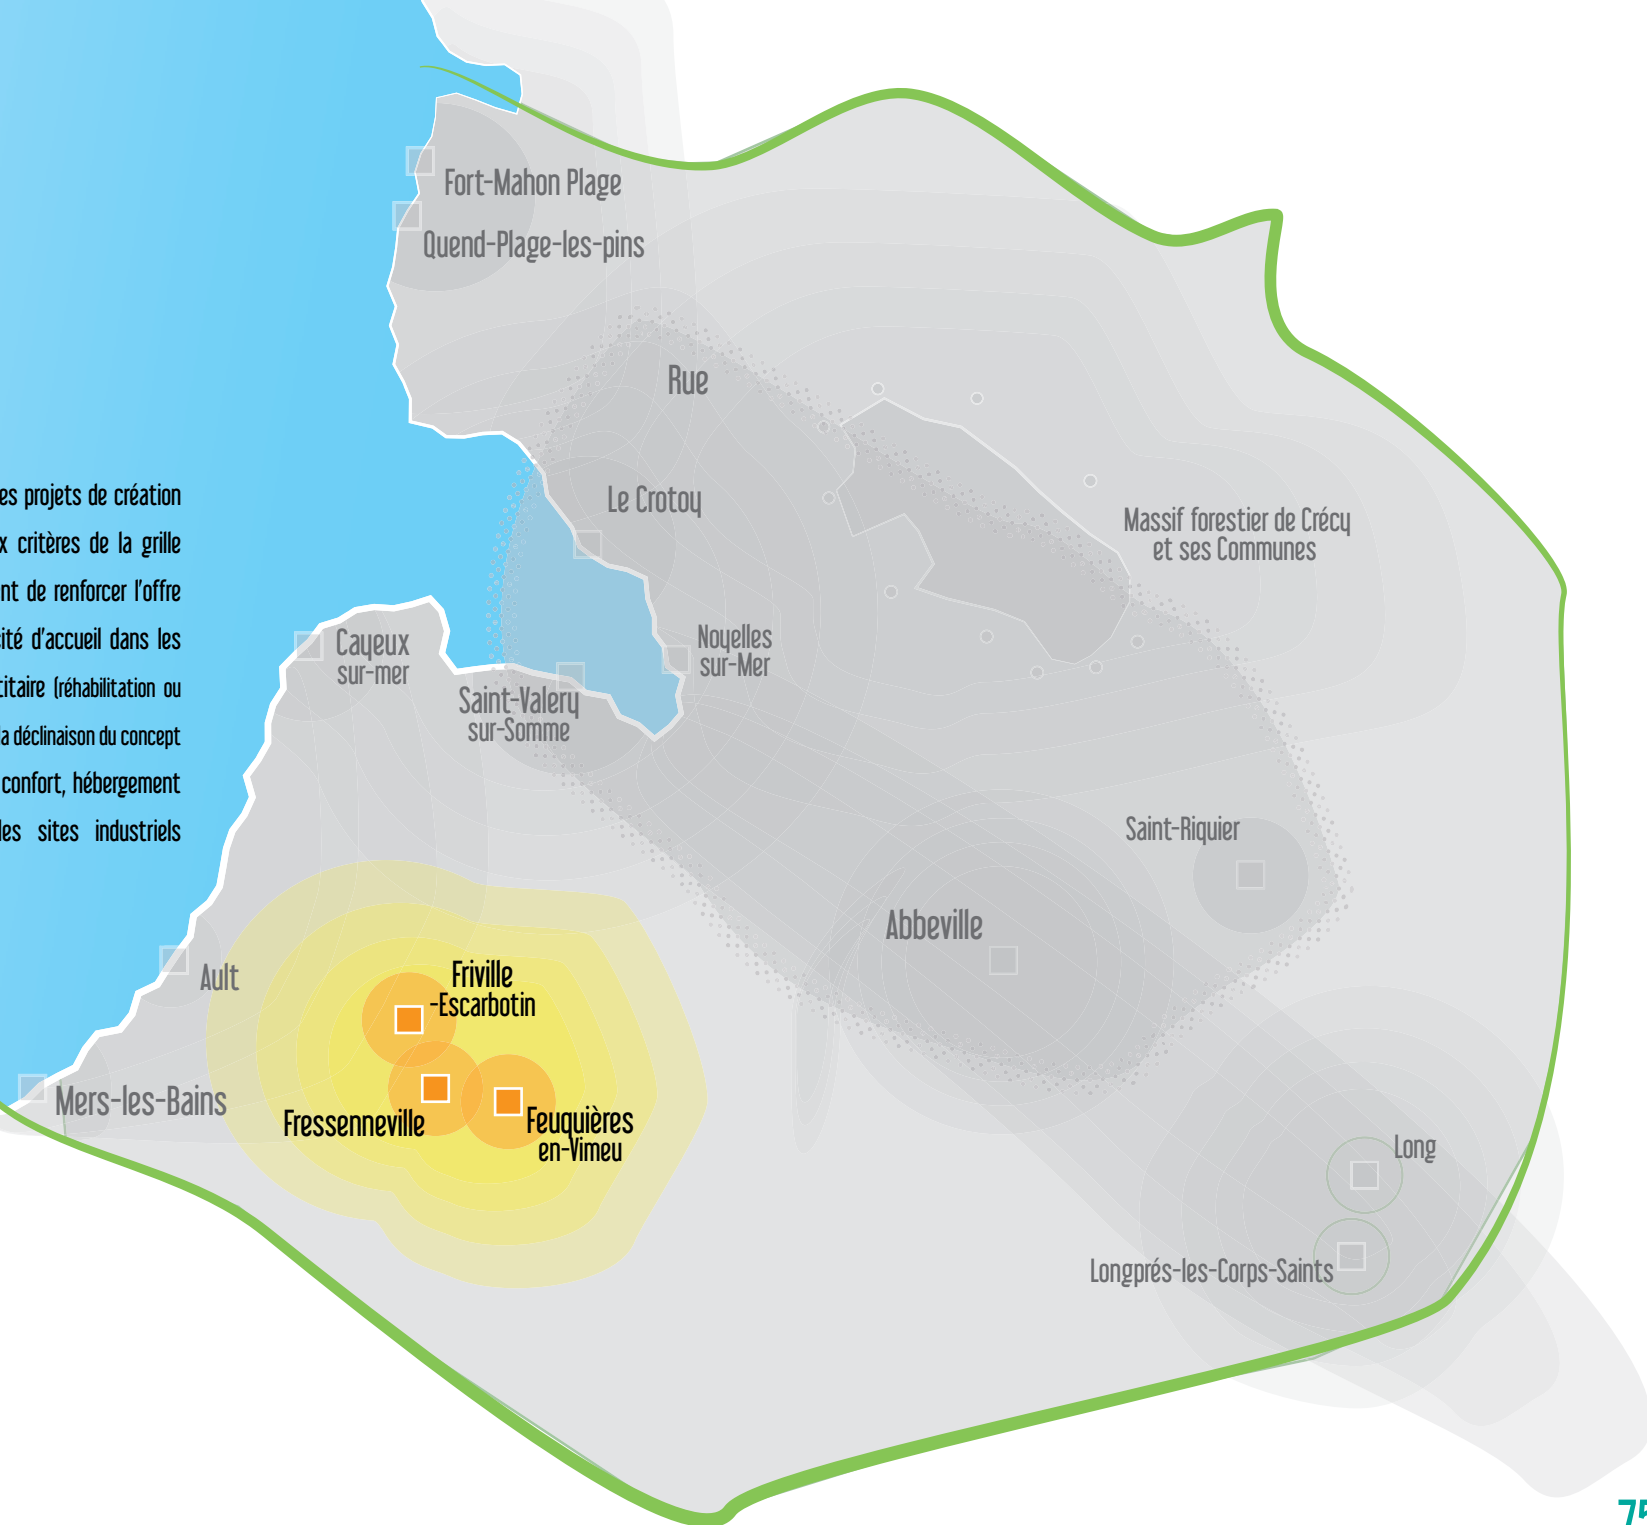 Fort-Mahon Plage
Quend-Plage-les-pins
Rue
Le Crotoy
Massif forestier de Crécy
et ses Communes
es projets de création
x critères de la grille
nt de renforcer l'offre
ité d'accueil dans les
titaire (réhabilitation ou
la déclinaison du concept
confort, hébergement
les sites industriels
Cayeux
sur-mer
Noyelles
sur-Mer
Saint-Valery
sur-Somme
Saint-Riquier
Abbeville
Ault
Friville
-Escarbotin
Mers-les-Bains
Fressenneville
Feuquières
en-Vimeu
Long
Longprés-les-Corps-Saints
75